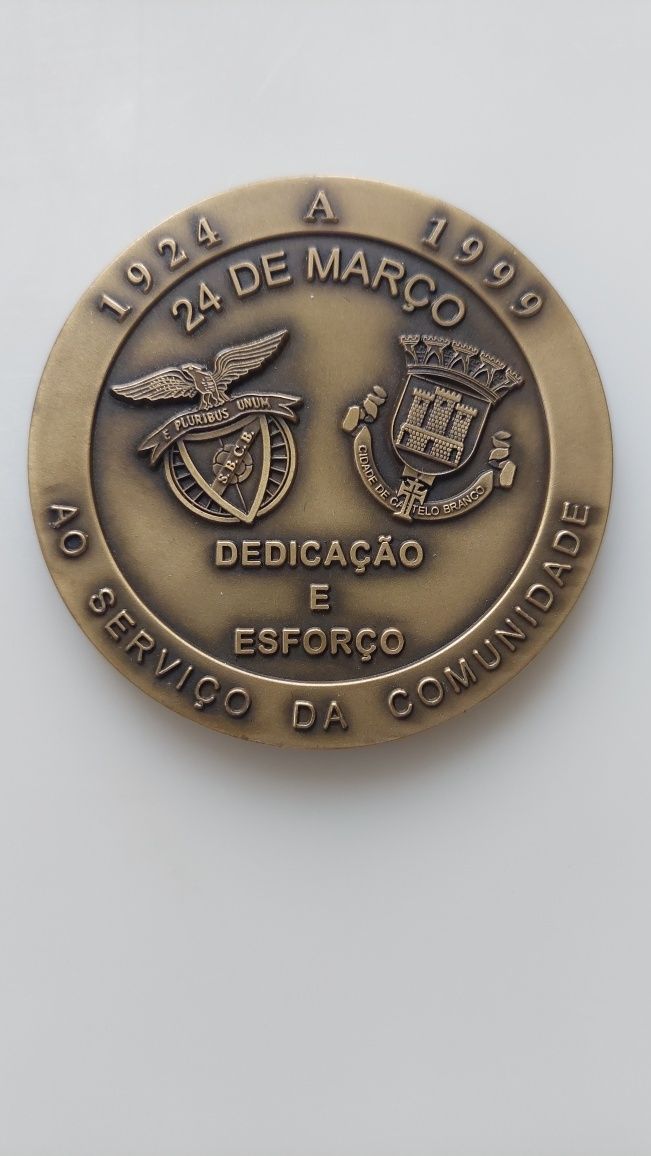 1924 A 1999
24 DE MARÇO
E PLURIBUS UNUM
S.B.C.B.
CIDADE DE CASTELO BRANCO
DEDICAÇÃO
E
ESFORÇO
AO SERVIÇO DA COMUNIDADE